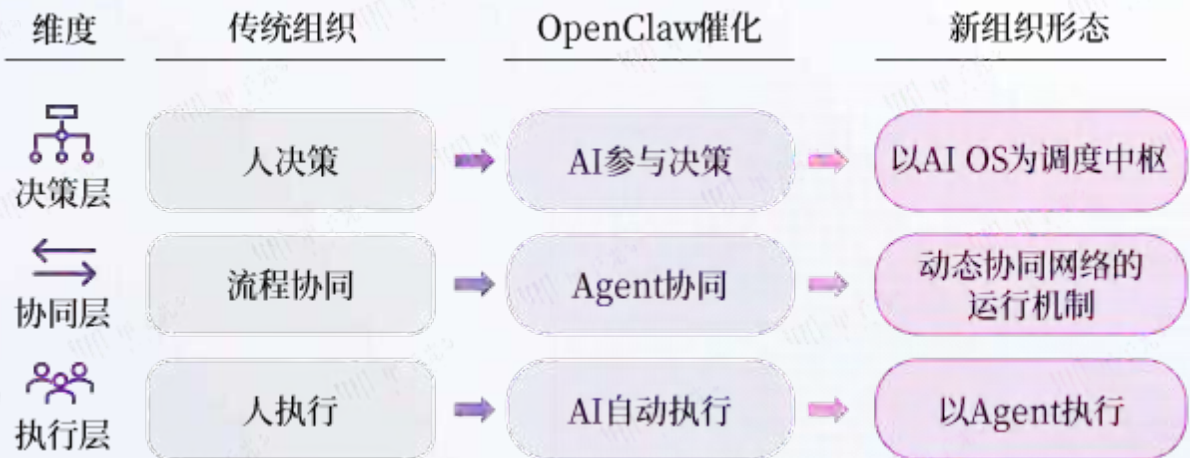 维度 传统组织 OpenClaw催化 新组织形态
决策层 人决策 AI参与决策 以AI OS为调度中枢
协同层 流程协同 Agent协同 动态协同网络的
运行机制
执行层 人执行 AI自动执行 以Agent执行